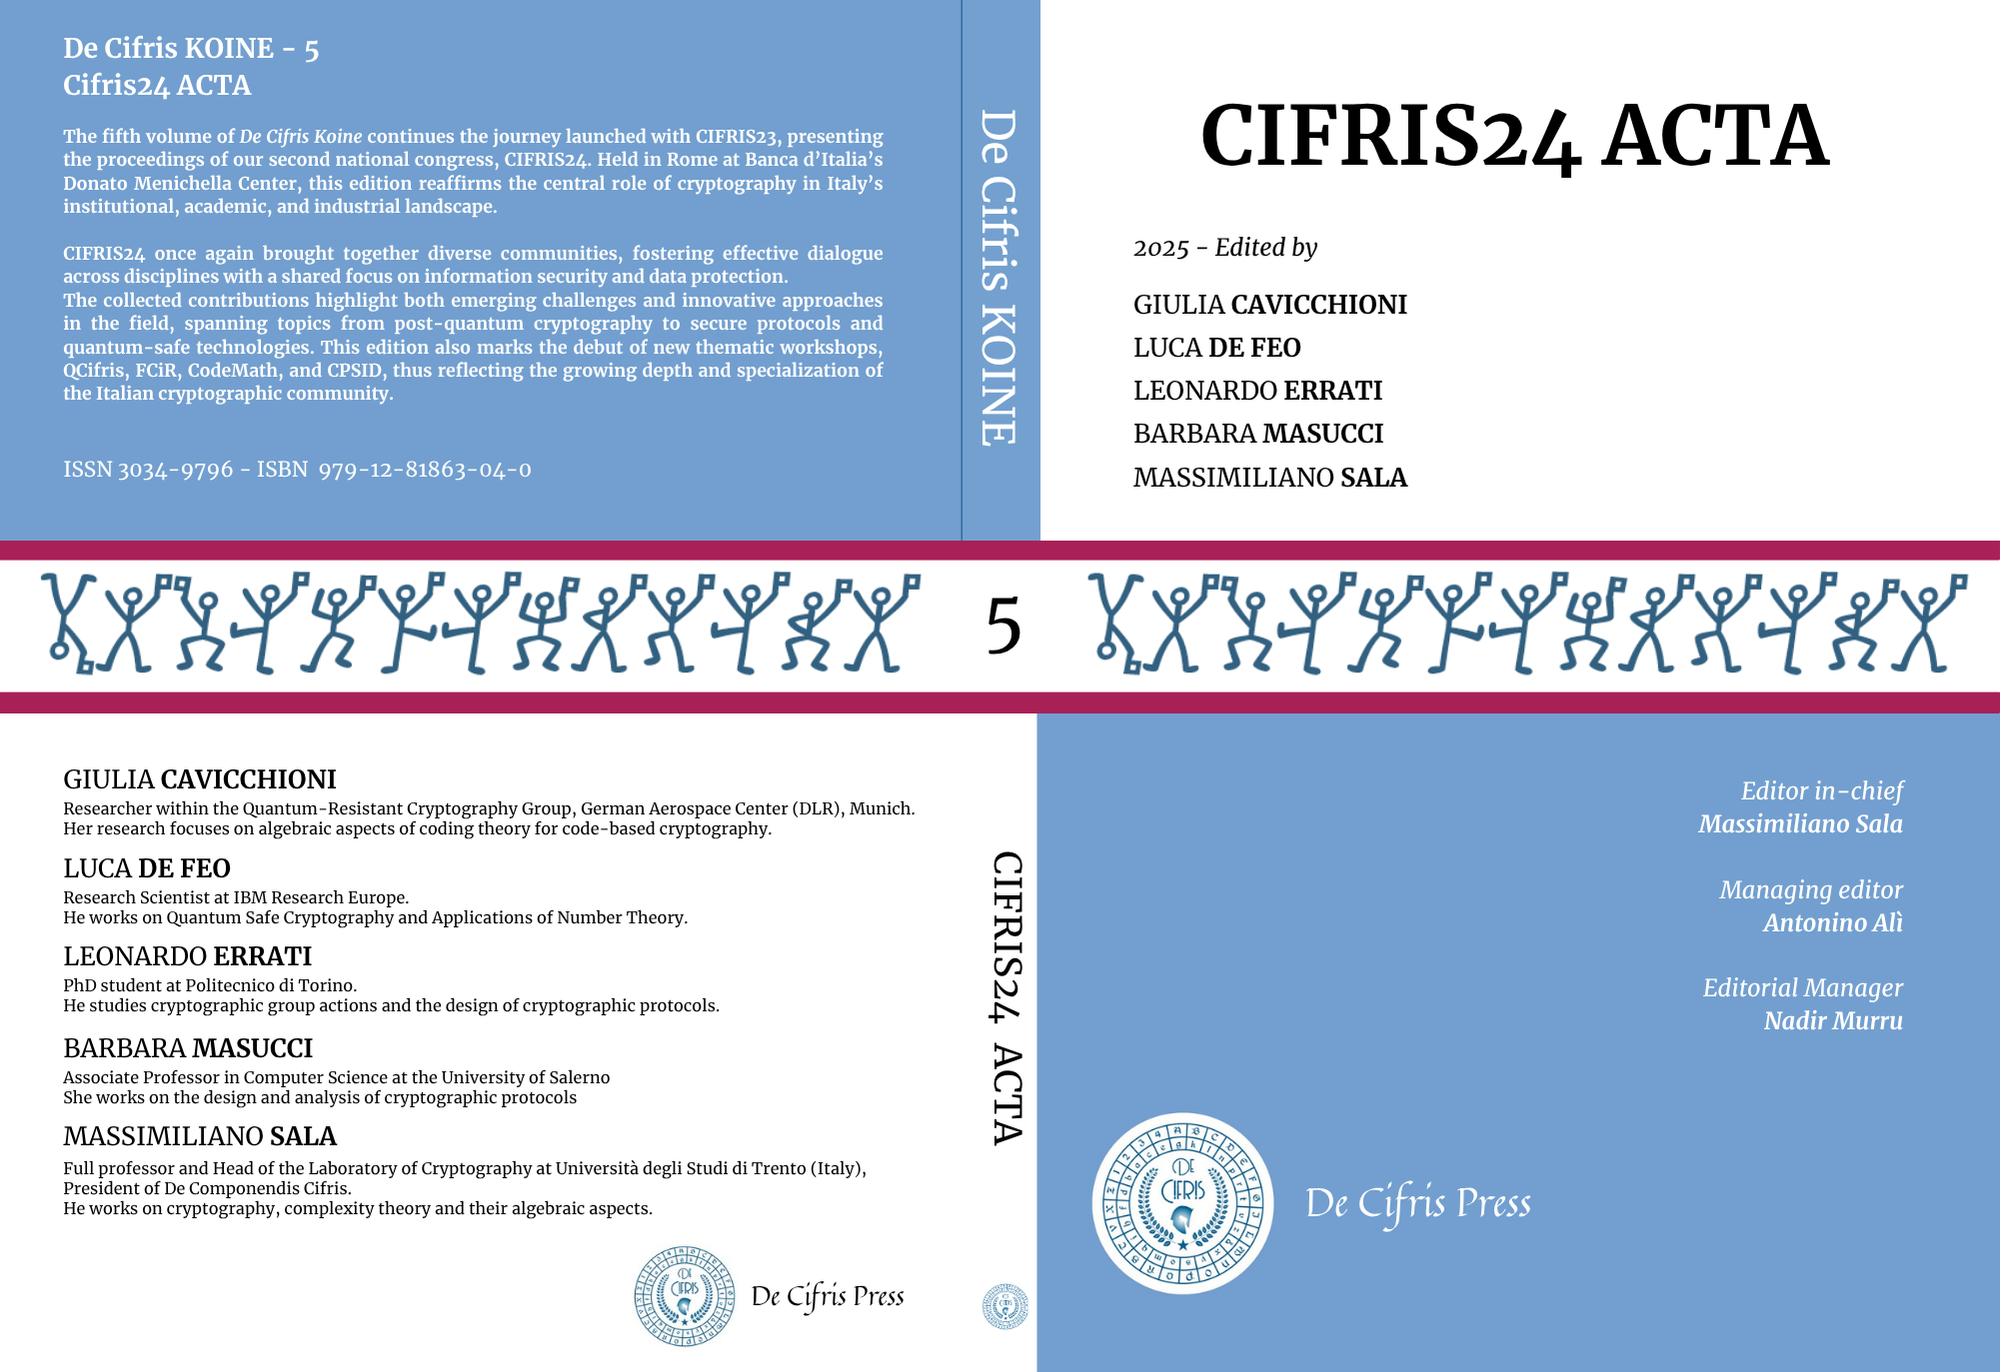 De Cifris KOINE - 5
Cifris24 ACTA
The fifth volume of De Cifris Koine continues the journey launched with CIFRIS23, presenting
the proceedings of our second national congress, CIFRIS24. Held in Rome at Banca d’Italia’s
Donato Menichella Center, this edition reaffirms the central role of cryptography in Italy’s
institutional, academic, and industrial landscape.
CIFRIS24 once again brought together diverse communities, fostering effective dialogue
across disciplines with a shared focus on information security and data protection.
The collected contributions highlight both emerging challenges and innovative approaches
in the field, spanning topics from post-quantum cryptography to secure protocols and
quantum-safe technologies. This edition also marks the debut of new thematic workshops,
QCifris, FCiR, CodeMath, and CPSID, thus reflecting the growing depth and specialization of
the Italian cryptographic community.
ISSN 3034-9796 - ISBN 979-12-81863-04-0
De Cifris KOINE
CIFRIS24 ACTA
2025 - Edited by
GIULIA CAVICCHIONI
LUCA DE FEO
LEONARDO ERRATI
BARBARA MASUCCI
MASSIMILIANO SALA
5
GIULIA CAVICCHIONI
Researcher within the Quantum-Resistant Cryptography Group, German Aerospace Center (DLR), Munich.
Her research focuses on algebraic aspects of coding theory for code-based cryptography.
LUCA DE FEO
Research Scientist at IBM Research Europe.
He works on Quantum Safe Cryptography and Applications of Number Theory.
LEONARDO ERRATI
PhD student at Politecnico di Torino.
He studies cryptographic group actions and the design of cryptographic protocols.
BARBARA MASUCCI
Associate Professor in Computer Science at the University of Salerno
She works on the design and analysis of cryptographic protocols
MASSIMILIANO SALA
Full professor and Head of the Laboratory of Cryptography at Università degli Studi di Trento (Italy),
President of De Componendis Cifris.
He works on cryptography, complexity theory and their algebraic aspects.
DE
CIFRIS
De Cifris Press
CIFRIS24 ACTA
Editor in-chief
Massimiliano Sala
Managing editor
Antonino Alì
Editorial Manager
Nadir Murru
DE
CIFRIS
De Cifris Press